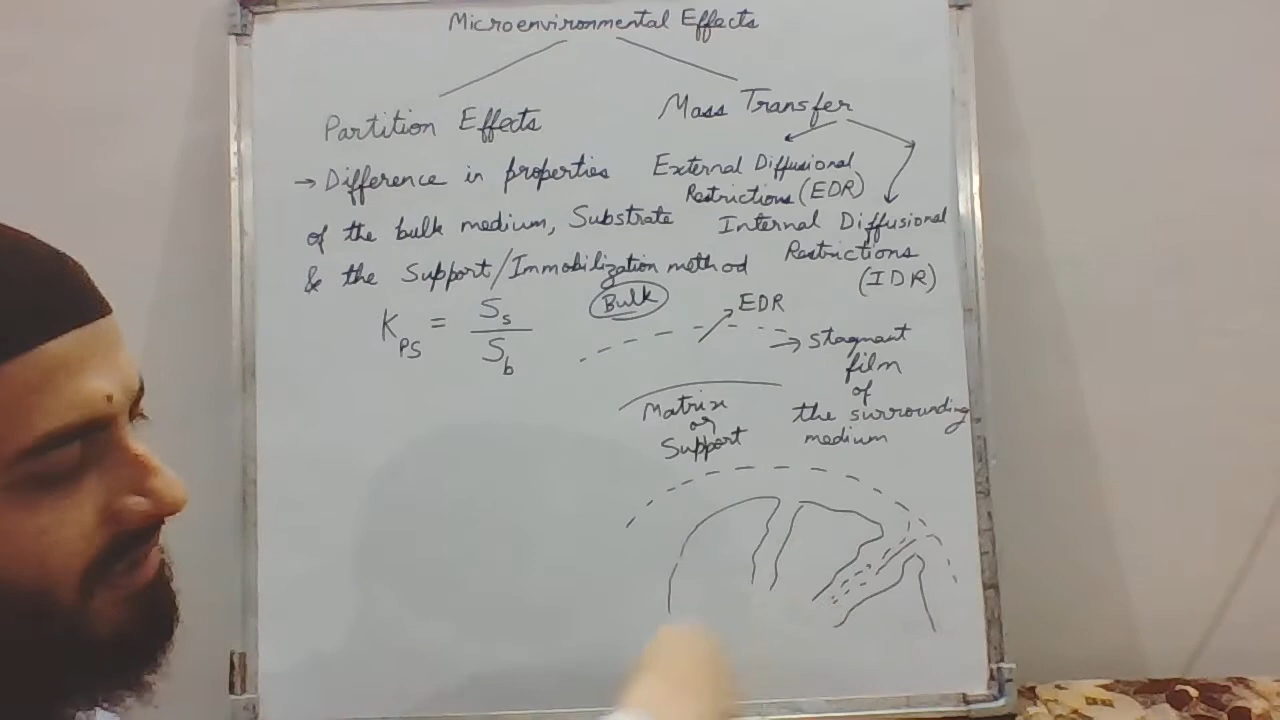 Microenvironmental Effects
Partition Effects
→ Difference in properties
of the bulk medium, Substrate
& the Support/Immobilization method
K_PS = S_s / S_b
Mass Transfer
External Diffusional
Restrictions (EDR)
Internal Diffusional
Restrictions
(IDR)
Bulk
EDR
→ Stagnant
film
of
the surrounding
medium
Matrix
or
Support